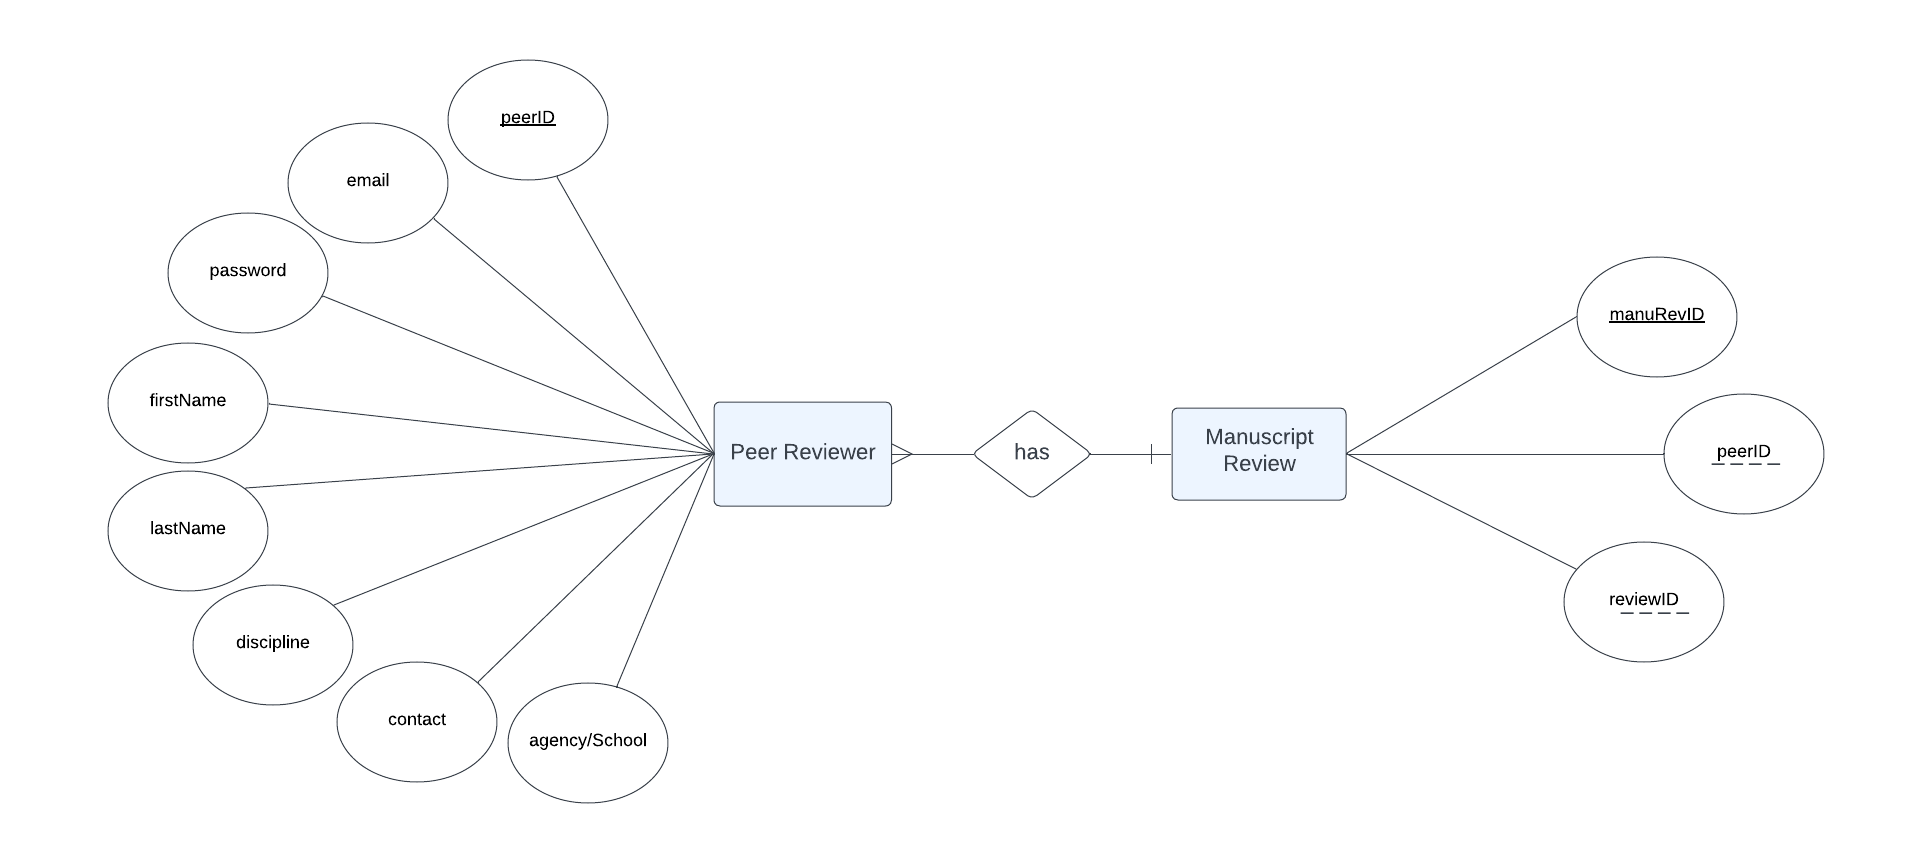 peerID
email
password
firstName
lastName
discipline
contact
agency/School
Peer Reviewer
has
Manuscript
Review
manuRevID
peerID
reviewID